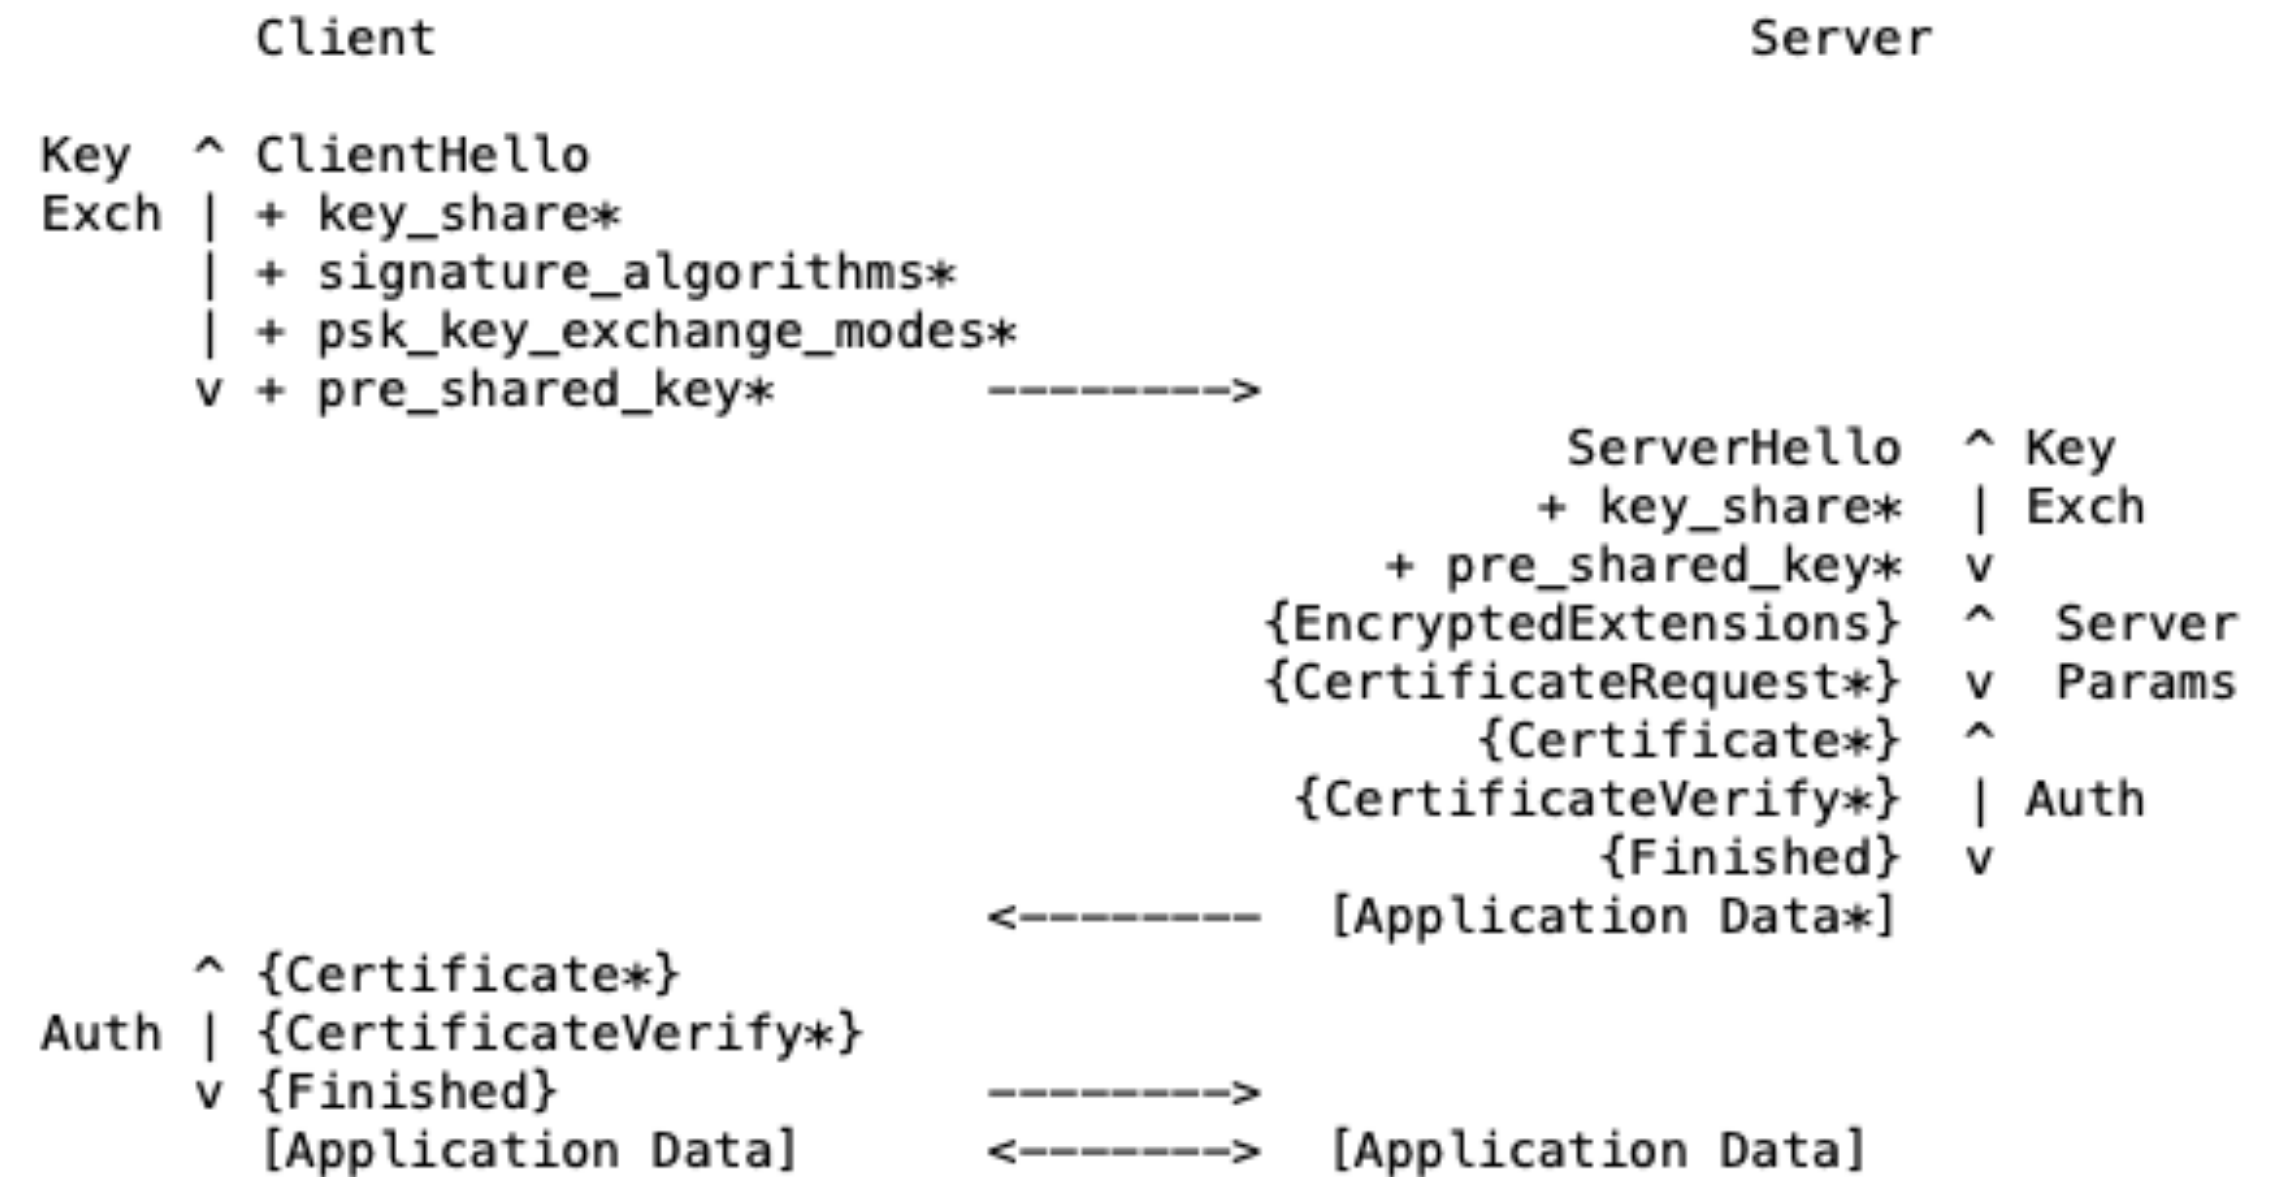 Client                                           Server

Key  ^ ClientHello
Exch | + key_share*
     | + signature_algorithms*
     | + psk_key_exchange_modes*
     v + pre_shared_key*       -------->
                                                  ServerHello  ^ Key
                                                 + key_share*  | Exch
                                            + pre_shared_key*  v
                                        {EncryptedExtensions}  ^  Server
                                        {CertificateRequest*}  v  Params
                                               {Certificate*}  ^
                                         {CertificateVerify*}  | Auth
                                                   {Finished}  v
                               <--------  [Application Data*]
     ^ {Certificate*}
Auth | {CertificateVerify*}
     v {Finished}              -------->
       [Application Data]      <------->  [Application Data]